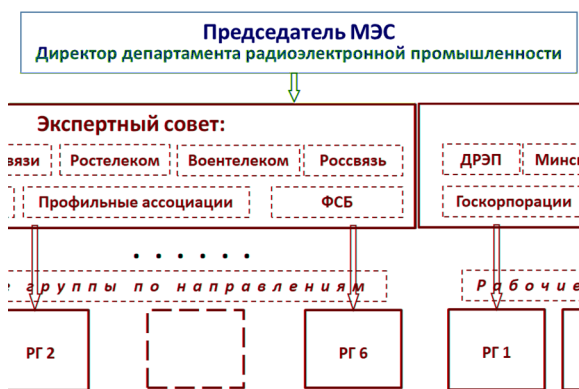 Председатель МЭС
Директор департамента радиоэлектронной промышленности
Экспертный совет:
Ростелеком Воентелеком Россвязь ДРЭП
Профильные ассоциации ФСБ Госкорпорации
. . . . . .
группы по направлениям Рабочие
РГ 2 РГ 6 РГ 1